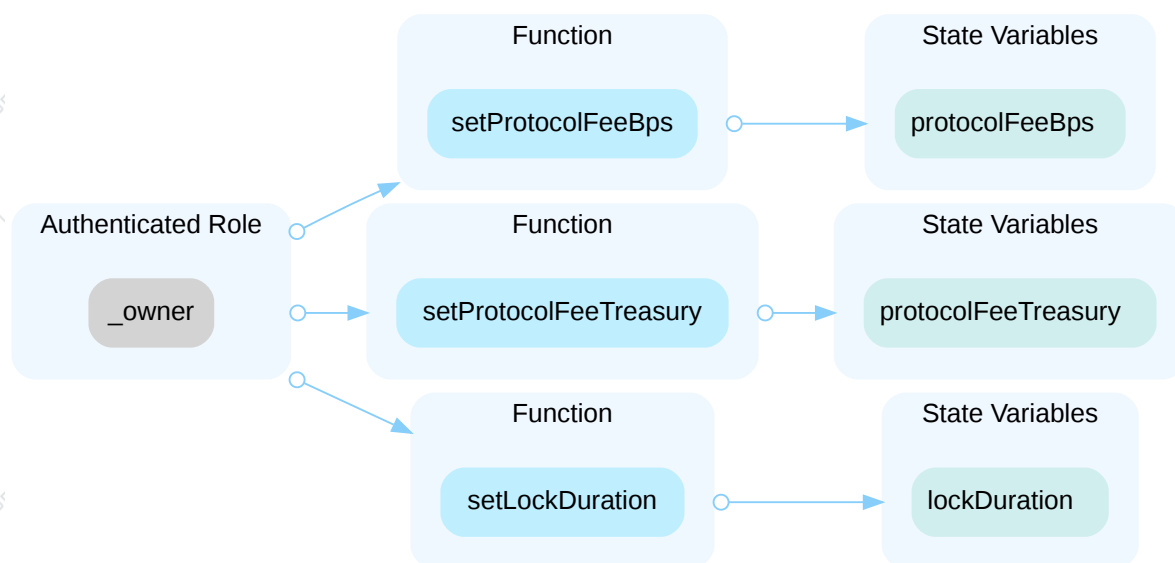 Function
State Variables
setProtocolFeeBps
protocolFeeBps
Authenticated Role
Function
State Variables
_owner
setProtocolFeeTreasury
protocolFeeTreasury
Function
State Variables
setLockDuration
lockDuration